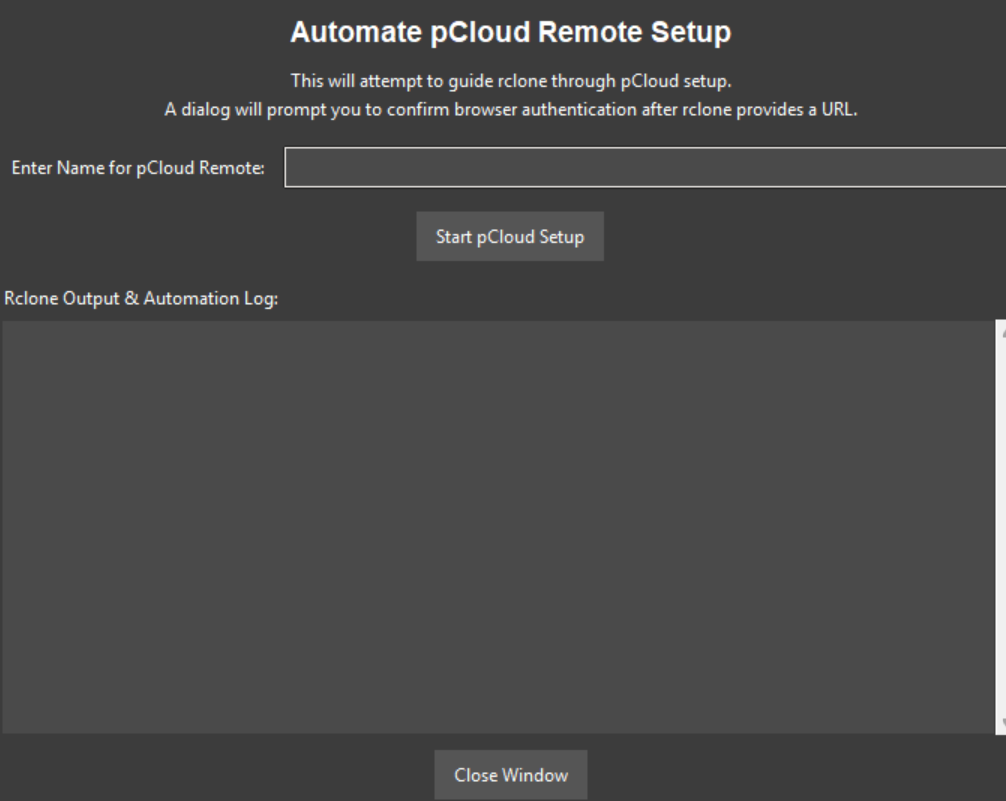 Automate pCloud Remote Setup
This will attempt to guide rclone through pCloud setup.
A dialog will prompt you to confirm browser authentication after rclone provides a URL.
Enter Name for pCloud Remote:
Start pCloud Setup
Rclone Output & Automation Log:
Close Window